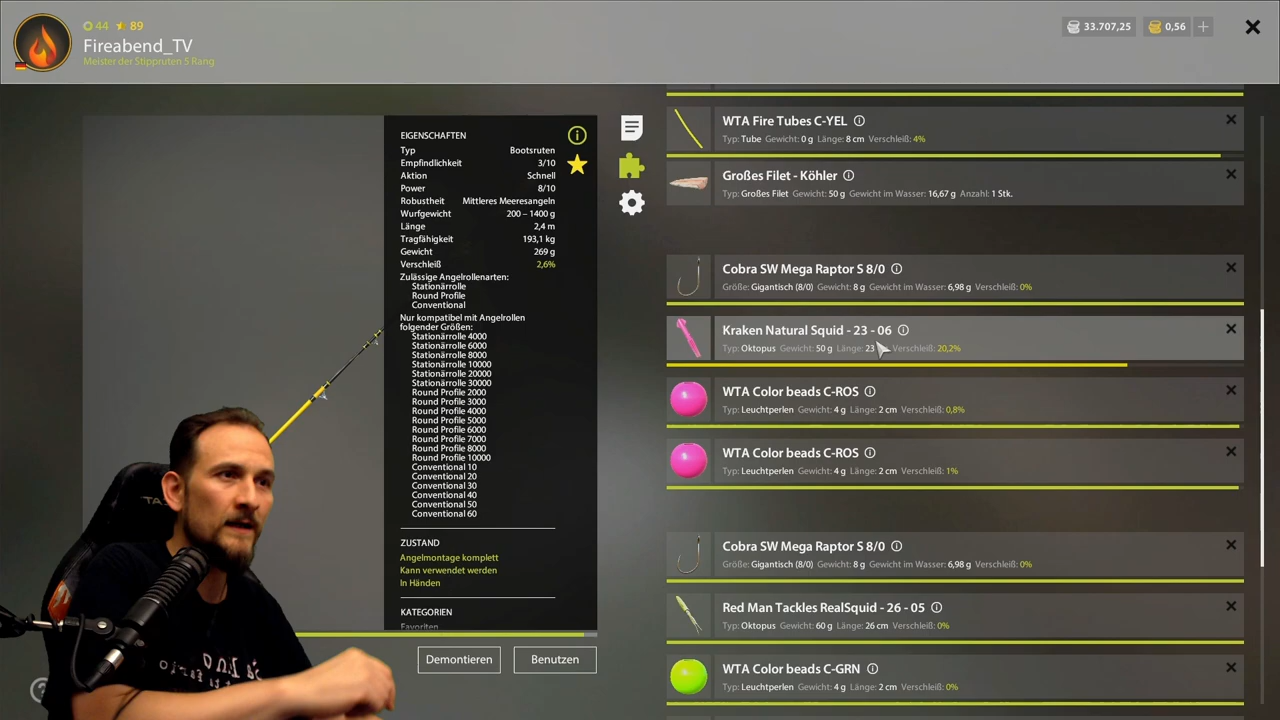 44 89
Fireabend_TV
Meister der Stippruten 5 Rang
33.707,25 0,56
EIGENSCHAFTEN
Typ Bootsruten
Empfindlichkeit 3/10
Aktion Schnell
Power 8/10
Robustheit Mittleres Meeresangeln
Wurfgewicht 200 – 1400 g
Länge 2,4 m
Tragfähigkeit 193,1 kg
Gewicht 269 g
Verschleiß 2,6%
Zulässige Angelrollenarten:
Stationärrolle
Round Profile
Conventional
Nur kompatibel mit Angelrollen
folgender Größen:
Stationärrolle 4000
Stationärrolle 6000
Stationärrolle 8000
Stationärrolle 10000
Stationärrolle 20000
Stationärrolle 30000
Round Profile 2000
Round Profile 3000
Round Profile 4000
Round Profile 5000
Round Profile 6000
Round Profile 7000
Round Profile 8000
Round Profile 10000
Conventional 10
Conventional 20
Conventional 30
Conventional 40
Conventional 50
Conventional 60
ZUSTAND
Angelmontage komplett
Kann verwendet werden
In Händen
KATEGORIEN
Favoriten
Demontieren Benutzen
WTA Fire Tubes C-YEL
Typ: Tube Gewicht: 0 g Länge: 8 cm Verschleiß: 4%
Großes Filet - Köhler
Typ: Großes Filet Gewicht: 50 g Gewicht im Wasser: 16,67 g Anzahl: 1 Stk.
Cobra SW Mega Raptor S 8/0
Größe: Gigantisch (8/0) Gewicht: 8 g Gewicht im Wasser: 6,98 g Verschleiß: 0%
Kraken Natural Squid - 23 - 06
Typ: Oktopus Gewicht: 50 g Länge: 23 Verschleiß: 20,2%
WTA Color beads C-ROS
Typ: Leuchtperlen Gewicht: 4 g Länge: 2 cm Verschleiß: 0,8%
WTA Color beads C-ROS
Typ: Leuchtperlen Gewicht: 4 g Länge: 2 cm Verschleiß: 1%
Cobra SW Mega Raptor S 8/0
Größe: Gigantisch (8/0) Gewicht: 8 g Gewicht im Wasser: 6,98 g Verschleiß: 0%
Red Man Tackles RealSquid - 26 - 05
Typ: Oktopus Gewicht: 60 g Länge: 26 cm Verschleiß: 0%
WTA Color beads C-GRN
Typ: Leuchtperlen Gewicht: 4 g Länge: 2 cm Verschleiß: 0%